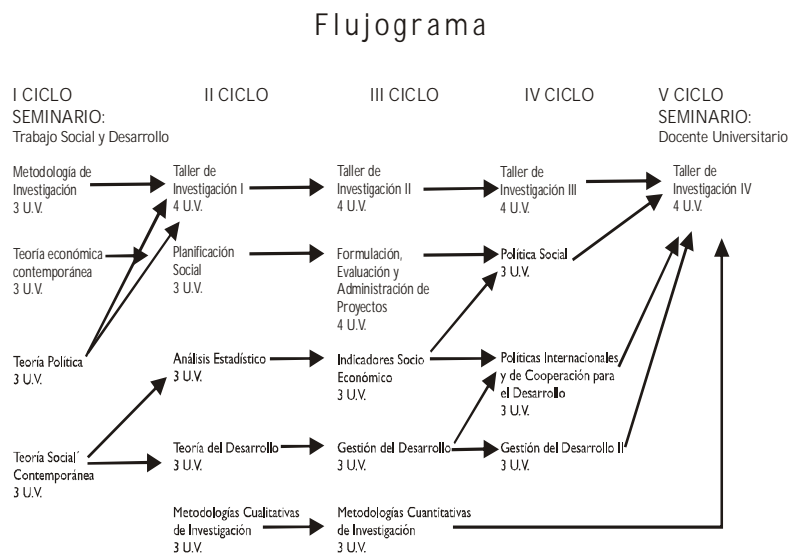 Flujograma
I CICLO
SEMINARIO:
Trabajo Social y Desarrollo
II CICLO
III CICLO
IV CICLO
V CICLO
SEMINARIO:
Docente Universitario
Metodología de
Investigación
3 U.V.
Taller de
Investigación I
4 U.V.
Taller de
Investigación II
4 U.V.
Taller de
Investigación III
4 U.V.
Taller de
Investigación IV
4 U.V.
Teoría económica
contemporánea
3 U.V.
Planificación
Social
3 U.V.
Formulación,
Evaluación y
Administración de
Proyectos
4 U.V.
Política Social
3 U.V.
Teoría Política
3 U.V.
Análisis Estadístico
3 U.V.
Indicadores Socio
Económico
3 U.V.
Políticas Internacionales
y de Cooperación para
el Desarrollo
3 U.V.
Teoría Social´
Contemporánea
3 U.V.
Teoría del Desarrollo
3 U.V.
Gestión del Desarrollo
3 U.V.
Gestión del Desarrollo II
3 U.V.
Metodologías Cualitativas
de Investigación
3 U.V.
Metodologías Cuantitativas
de Investigación
3 U.V.